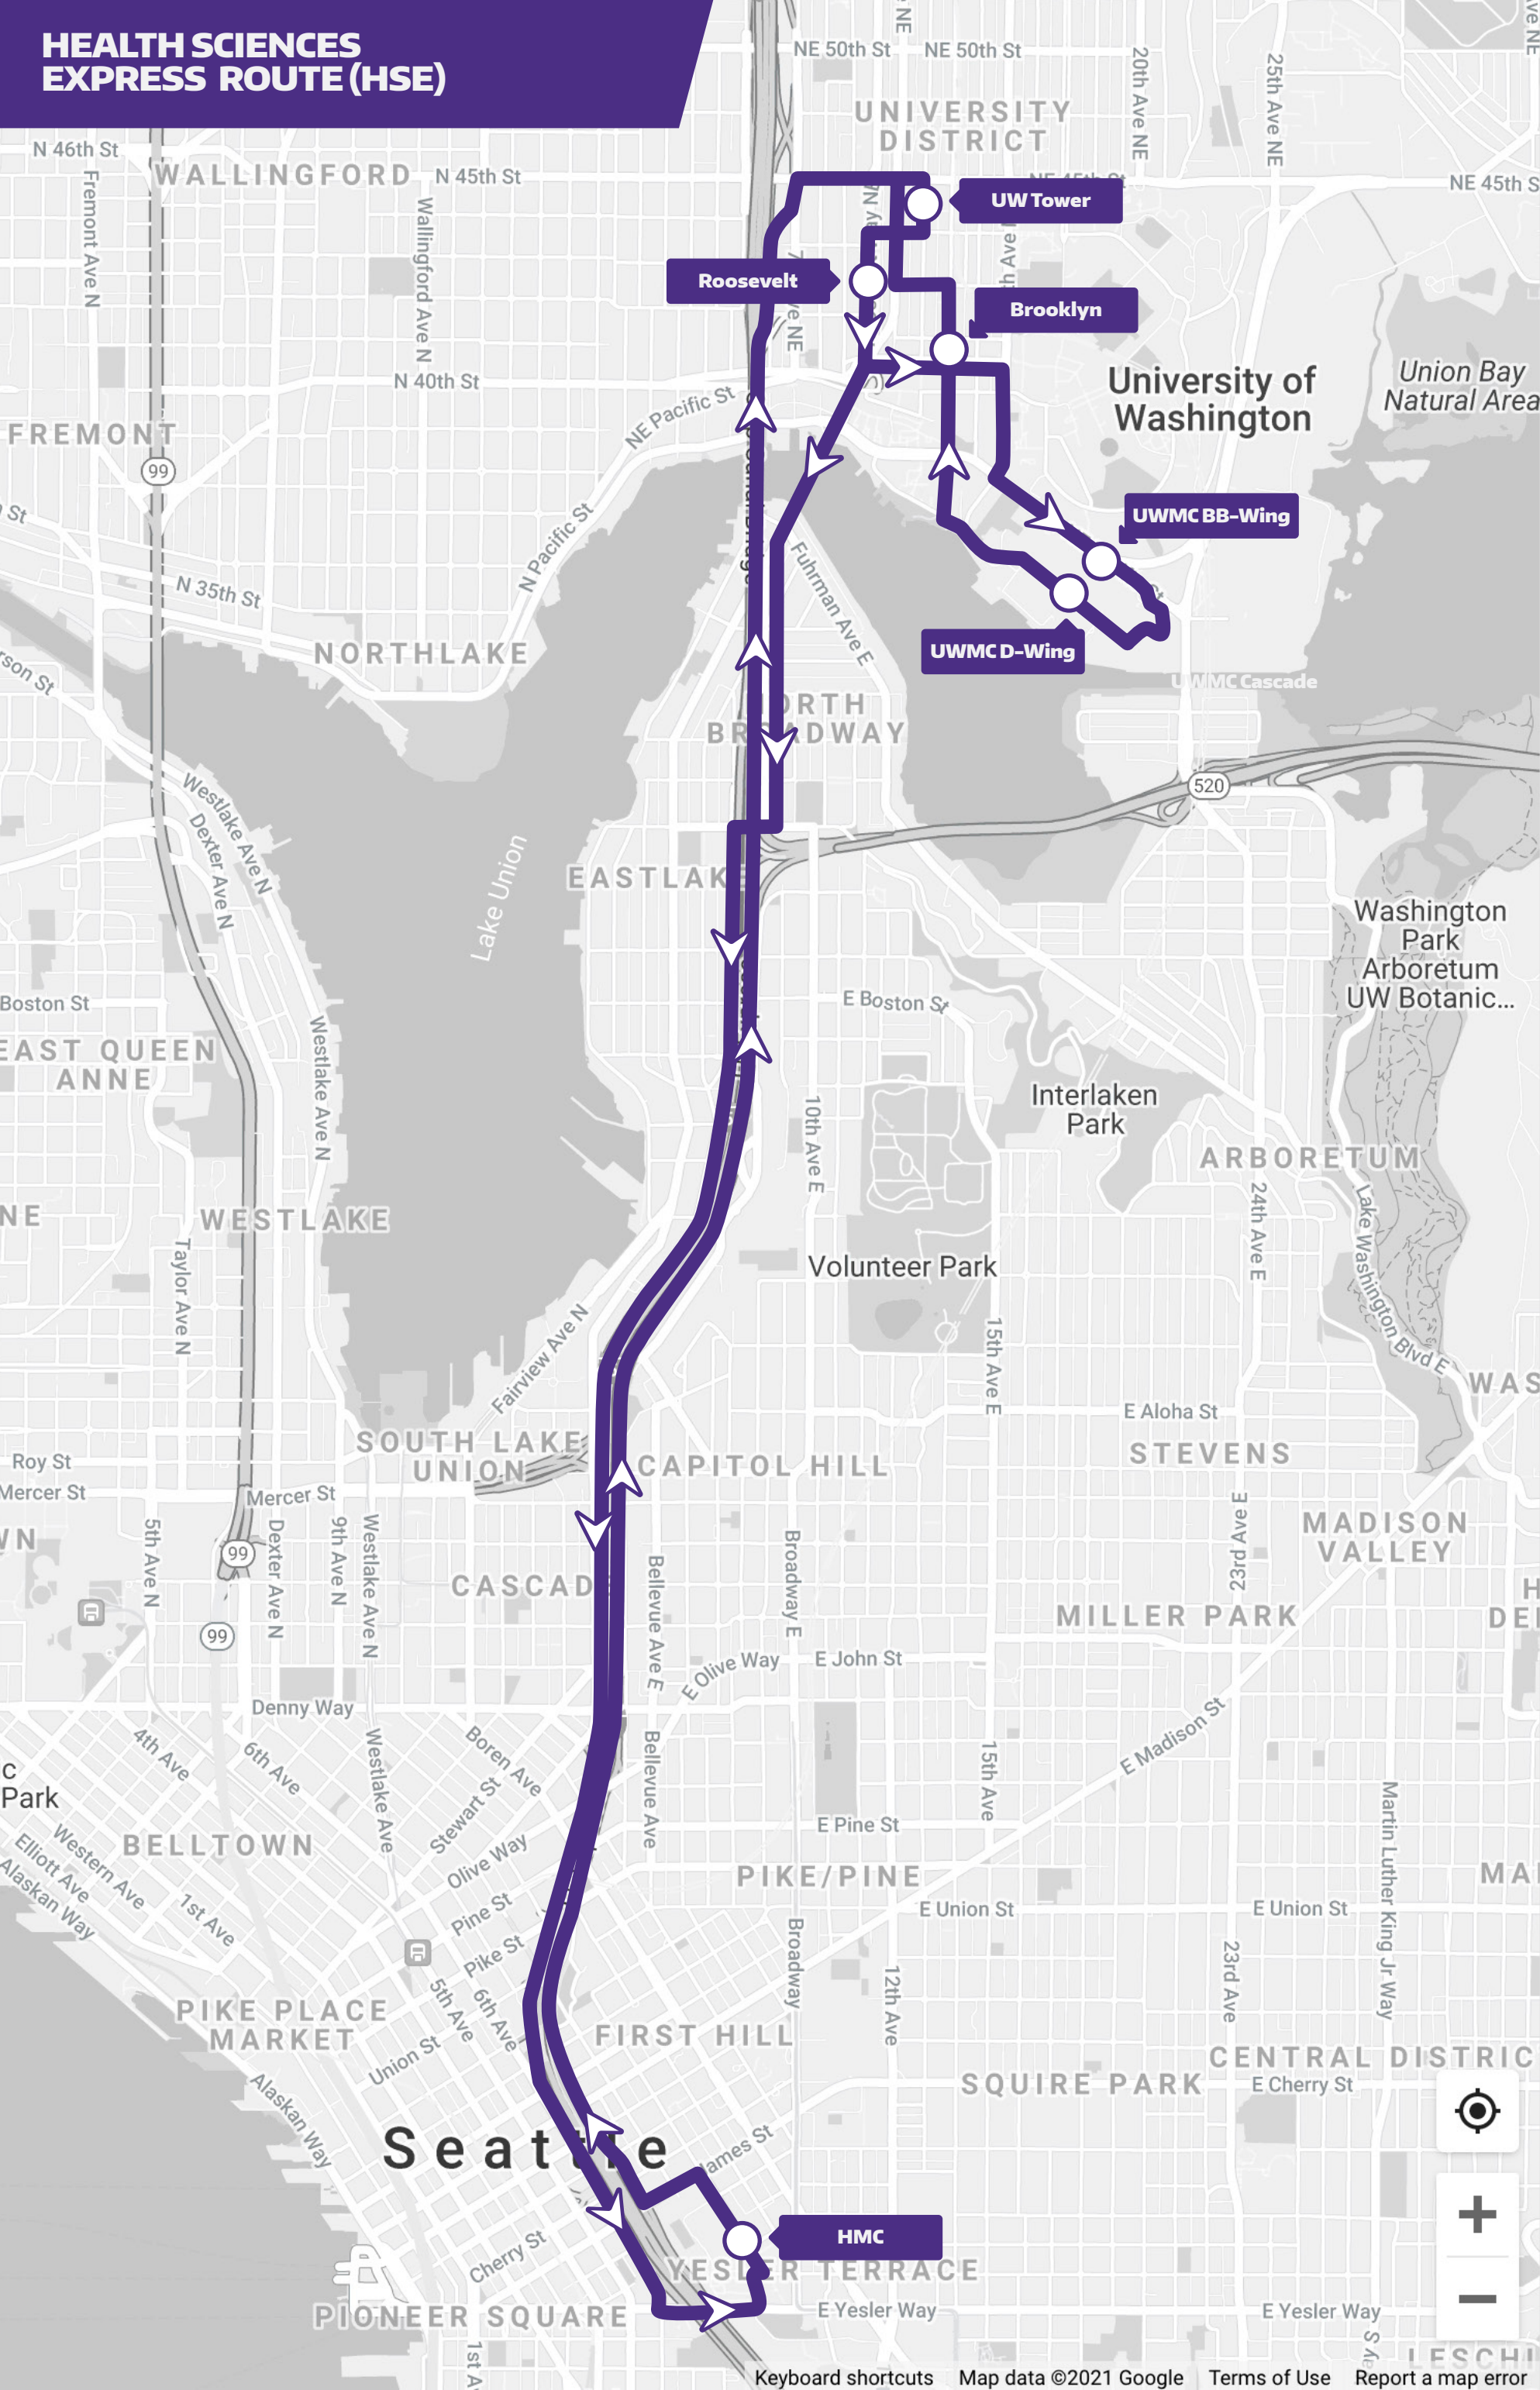 HEALTH SCIENCES
EXPRESS ROUTE (HSE)
NE 50th St
NE 50th St
20th Ave NE
25th Ave NE
UNIVERSITY
DISTRICT
N 46th St
WALLINGFORD
N 45th St
NE 45th St
NE 45th S
Fremont Ave N
Wallingford Ave N
UW Tower
Roosevelt
Brooklyn
N 40th St
NE Pacific St
University of
Washington
Union Bay
Natural Area
FREMONT
99
N Pacific St
UWMC BB-Wing
N 35th St
Fuhrman Ave E
NORTHLAKE
UWMC D-Wing
UWMC Cascade
520
Westlake Ave N
Dexter Ave N
EASTLAK
Lake Union
Washington
Park
Arboretum
UW Botanic...
Boston St
E Boston St
EAST QUEEN
ANNE
Westlake Ave N
10th Ave E
Interlaken
Park
ARBORETUM
24th Ave E
Lake Washington Blvd E
WESTLAKE
Taylor Ave N
Volunteer Park
Fairview Ave N
15th Ave E
E Aloha St
STEVENS
SOUTH LAKE
UNION
CAPITOL HILL
Roy St
Mercer St
Mercer St
99
5th Ave N
Dexter Ave N
9th Ave N
Westlake Ave N
Broadway E
23rd Ave E
MADISON
VALLEY
CASCAD
Bellevue Ave E
MILLER PARK
99
E Olive Way
E John St
Denny Way
4th Ave
6th Ave
Westlake Ave
Boren Ave
Stewart St
Bellevue Ave
15th Ave
E Madison St
Park
BELLTOWN
Olive Way
E Pine St
Martin Luther King Jr Way
Western Ave
Elliott Ave
Alaskan Way
1st Ave
PIKE/PINE
Pine St
Pike St
E Union St
E Union St
Broadway
12th Ave
23rd Ave
5th Ave
6th Ave
PIKE PLACE
MARKET
Union St
FIRST HILL
CENTRAL DISTRIC
SQUIRE PARK
E Cherry St
Alaskan Way
Seattle
James St
HMC
Cherry St
YESLER TERRACE
PIONEER SQUARE
E Yesler Way
E Yesler Way
LESCHI
Keyboard shortcuts Map data ©2021 Google Terms of Use Report a map error